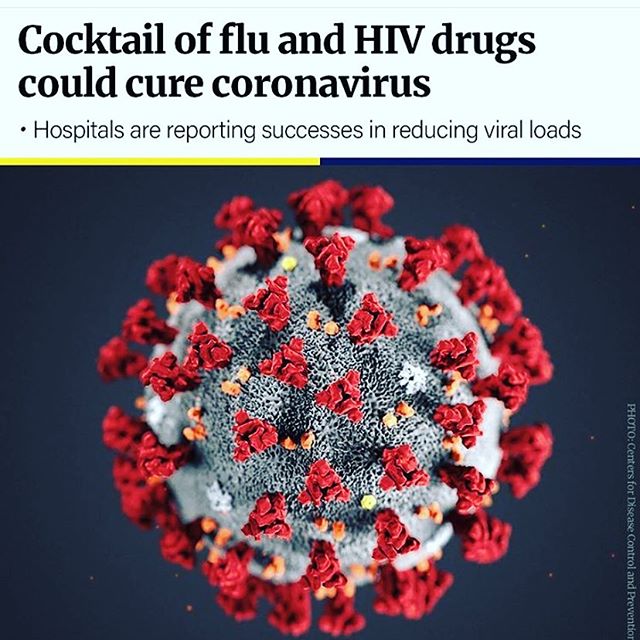 Cocktail of flu and HIV drugs
could cure coronavirus
• Hospitals are reporting successes in reducing viral loads
PHOTO: Centers for Disease Control and Preventio